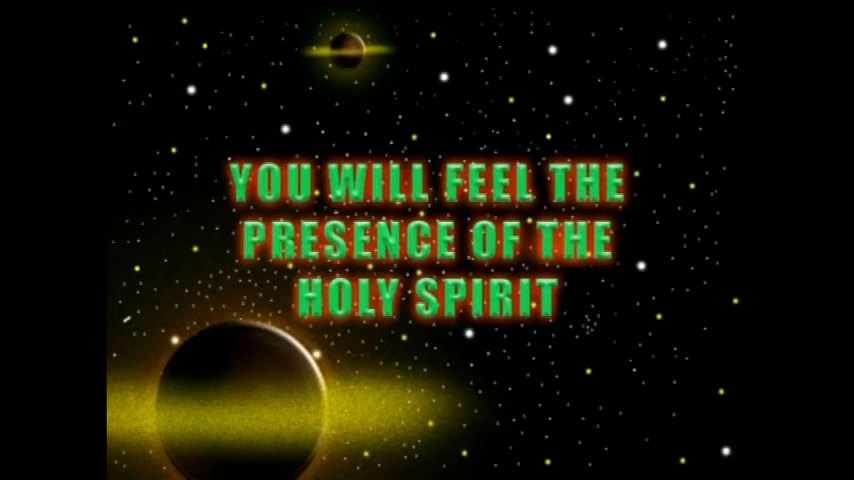 YOU WILL FEEL THE
PRESENCE OF THE
HOLY SPIRIT